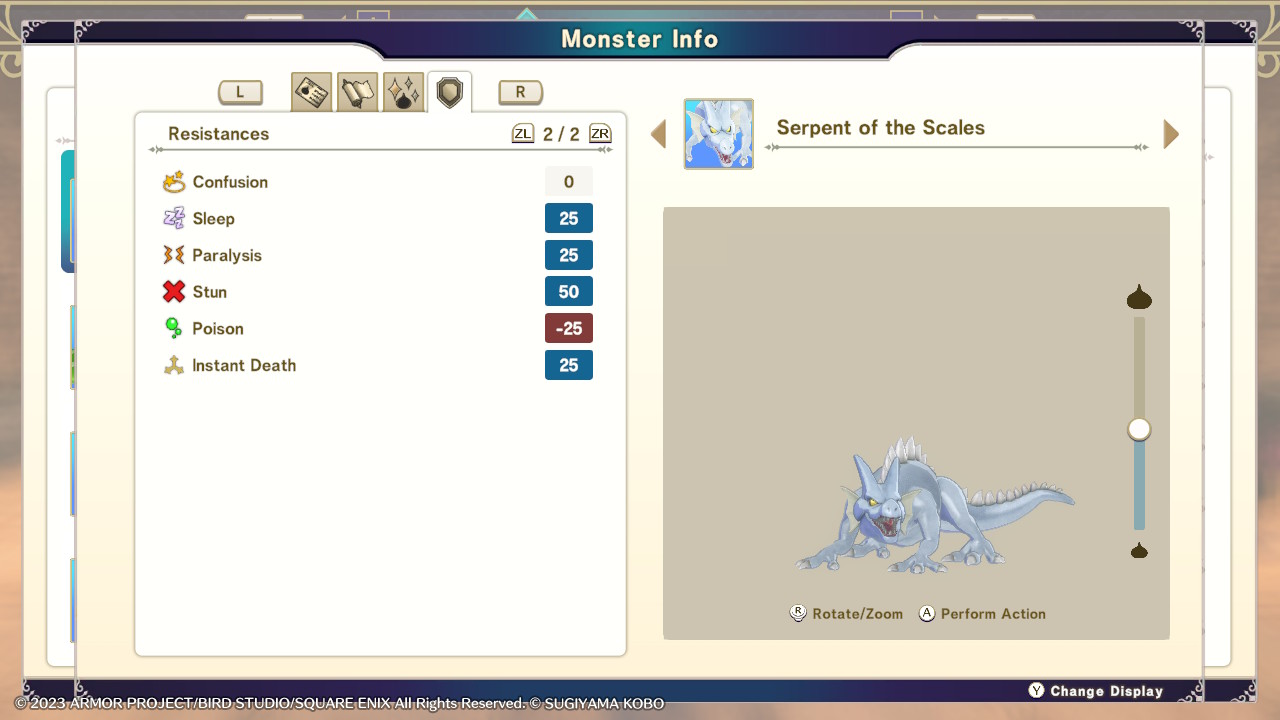 Monster Info
L
R
Resistances
ZL 2 / 2 ZR
Confusion 0
Sleep 25
Paralysis 25
Stun 50
Poison -25
Instant Death 25
Serpent of the Scales
R Rotate/Zoom A Perform Action
Y Change Display
© 2023 ARMOR PROJECT/BIRD STUDIO/SQUARE ENIX All Rights Reserved. © SUGIYAMA KOBO